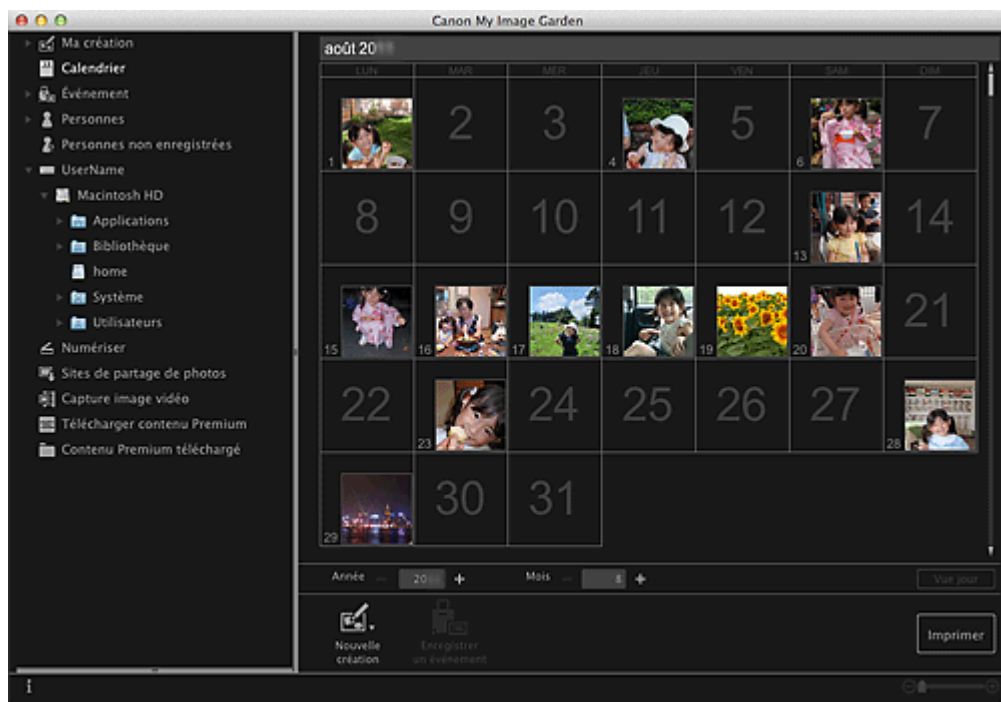 Canon My Image Garden
Ma création
Calendrier
Événement
Personnes
Personnes non enregistrées
UserName
Macintosh HD
Applications
Bibliothèque
home
Système
Utilisateurs
Numériser
Sites de partage de photos
Capture image vidéo
Télécharger contenu Premium
Contenu Premium téléchargé
août 20
LUN MAR MER JEU VEN SAM DIM
1 2 3 4 5 6 7
8 9 10 11 12 13 14
15 16 17 18 19 20 21
22 23 24 25 26 27 28
29 30 31
Année 20 Mois 8 Vue jour
Nouvelle création
Enregistrer un événement
Imprimer